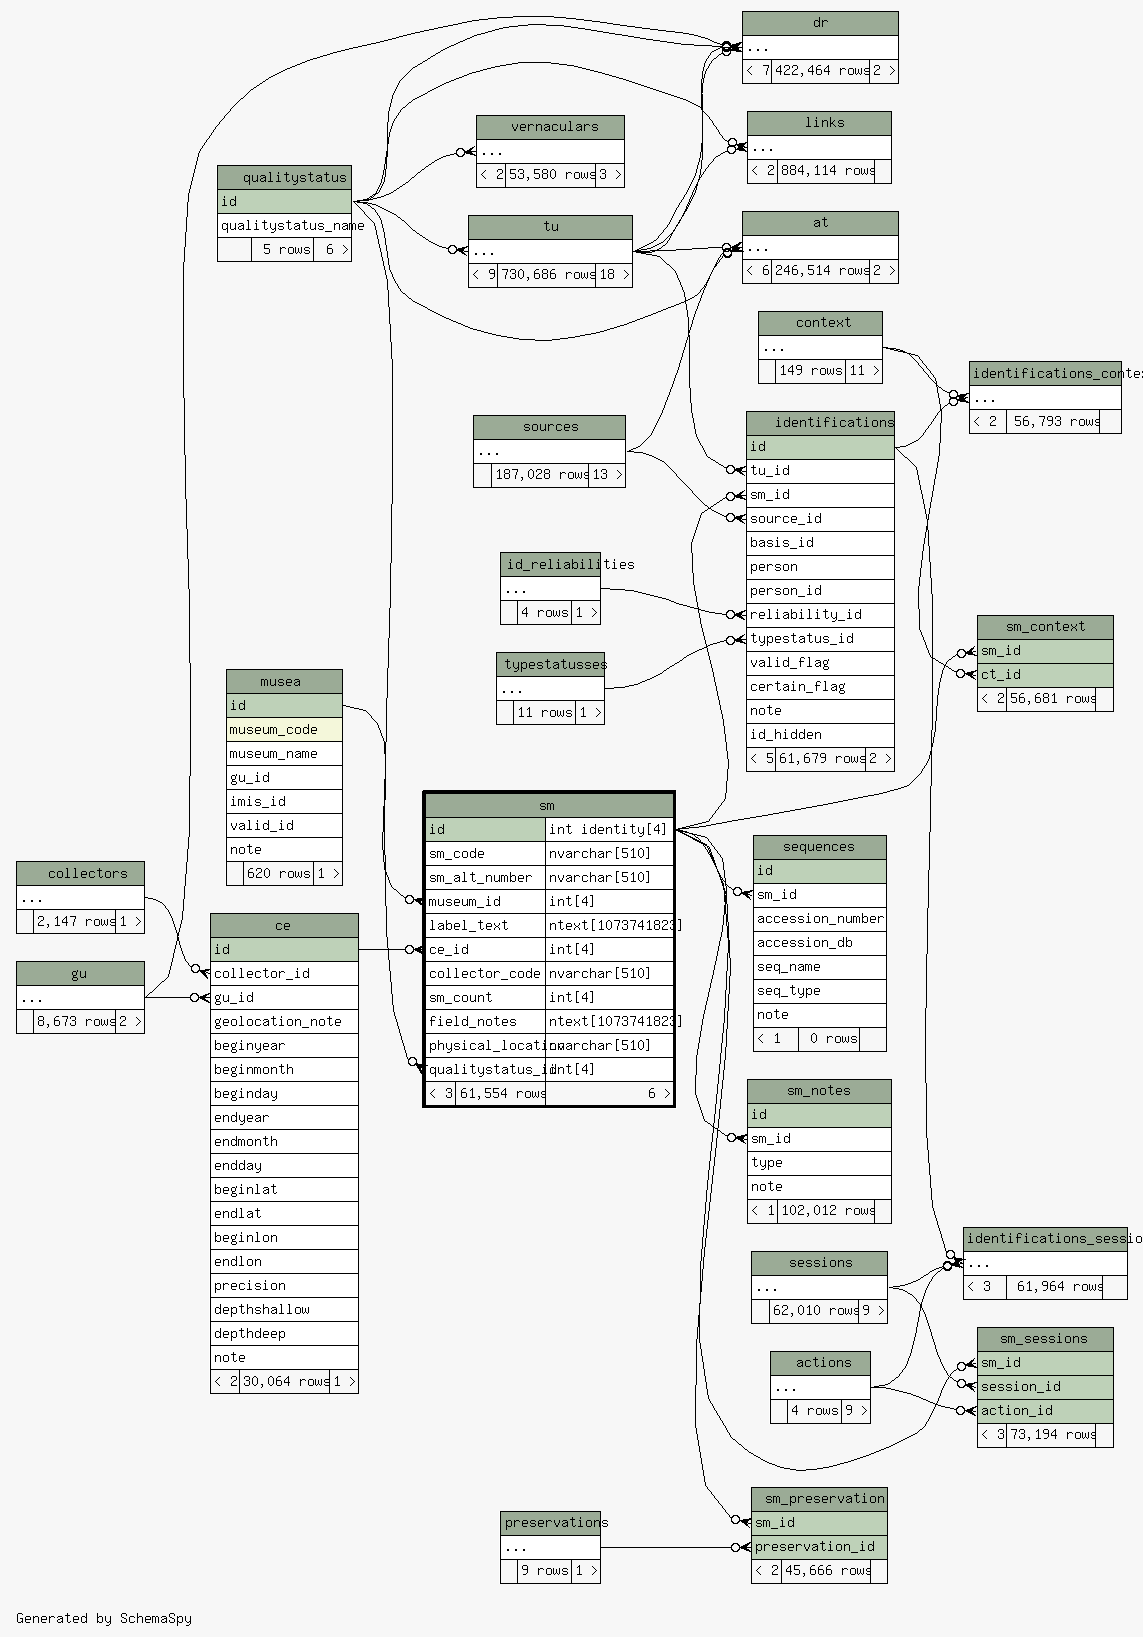 dr
...
< 7 422,464 rows 2 >
links
...
< 2 884,114 rows
vernaculars
...
< 2 53,580 rows 3 >
qualitystatus
id
qualitystatus_name
5 rows 6 >
tu
...
< 9 730,686 rows 18 >
at
...
< 6 246,514 rows 2 >
context
...
149 rows 11 >
identifications_conte
...
< 2 56,793 rows
sources
...
187,028 rows 13 >
identifications
id
tu_id
sm_id
source_id
basis_id
person
person_id
reliability_id
typestatus_id
valid_flag
certain_flag
note
id_hidden
< 5 61,679 rows 2 >
id_reliabilities
...
4 rows 1 >
typestatusses
...
11 rows 1 >
sm_context
sm_id
ct_id
< 2 56,681 rows
musea
id
museum_code
museum_name
gu_id
imis_id
valid_id
note
620 rows 1 >
sm
id int identity[4]
sm_code nvarchar[510]
sm_alt_number nvarchar[510]
museum_id int[4]
label_text ntext[1073741823]
ce_id int[4]
collector_code nvarchar[510]
sm_count int[4]
field_notes ntext[1073741823]
physical_location nvarchar[510]
qualitystatus_id int[4]
< 3 61,554 rows 6 >
collectors
...
2,147 rows 1 >
gu
...
8,673 rows 2 >
ce
id
collector_id
gu_id
geolocation_note
beginyear
beginmonth
beginday
endyear
endmonth
endday
beginlat
endlat
beginlon
endlon
precision
depthshallow
depthdeep
note
< 2 30,064 rows 1 >
sequences
id
sm_id
accession_number
accession_db
seq_name
seq_type
note
< 1 0 rows
sm_notes
id
sm_id
type
note
< 1 102,012 rows
sessions
...
62,010 rows 9 >
identifications_sessio
...
< 3 61,964 rows
actions
...
4 rows 9 >
sm_sessions
sm_id
session_id
action_id
< 3 73,194 rows
preservations
...
9 rows 1 >
sm_preservation
sm_id
preservation_id
< 2 45,666 rows
Generated by SchemaSpy